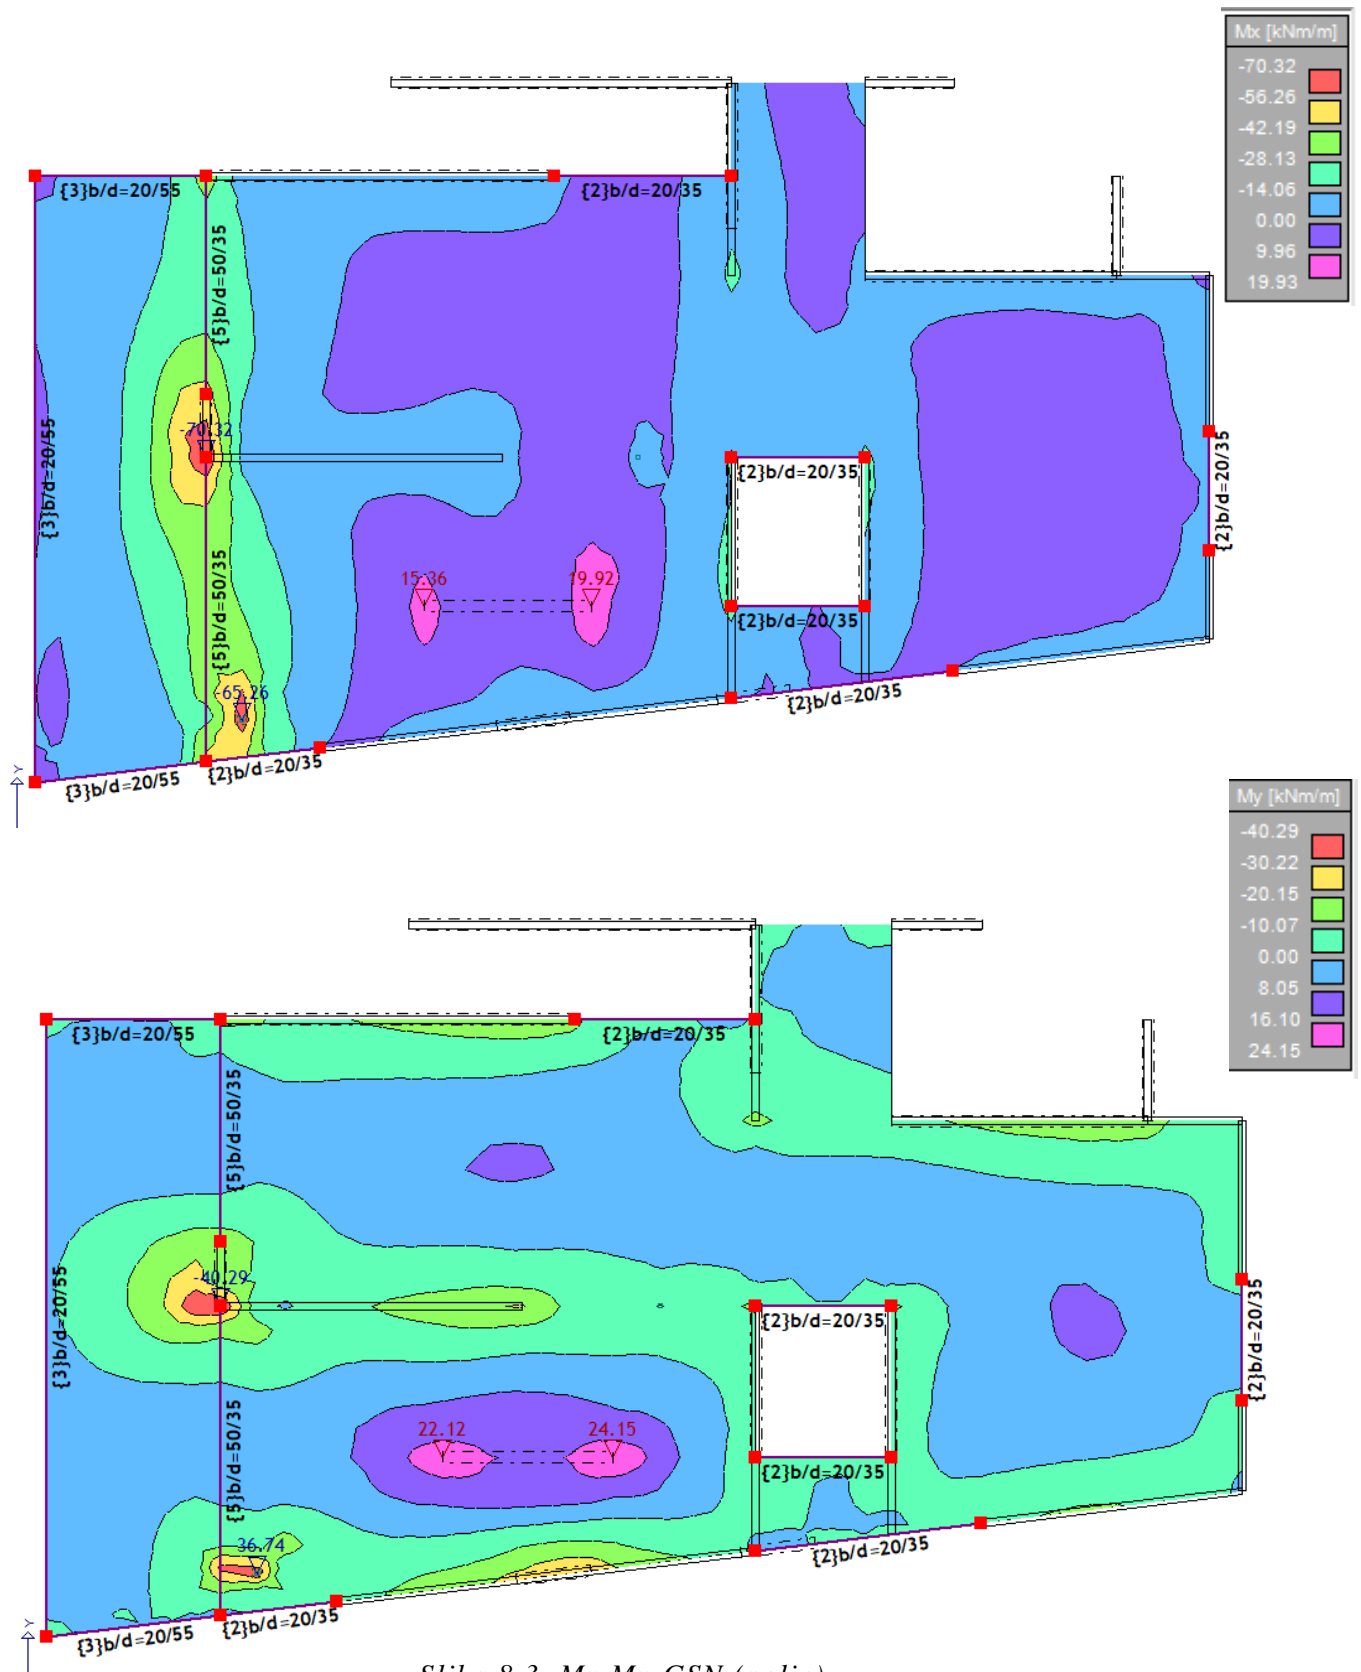 Mx [kNm/m]
-70.32
-56.26
-42.19
-28.13
-14.06
0.00
9.96
19.93
{3}b/d=20/55
{2}b/d=20/35
{5}b/d=50/35
-70.32
{3}b/d=20/55
{2}b/d=20/35
{2}b/d=20/35
15.36
19.92
{5}b/d=50/35
{2}b/d=20/35
-65.26
{2}b/d=20/35
{2}b/d=20/35
{3}b/d=20/55
Y
My [kNm/m]
-40.29
-30.22
-20.15
-10.07
0.00
8.05
16.10
24.15
{3}b/d=20/55
{2}b/d=20/35
{5}b/d=50/35
-40.29
{3}b/d=20/55
{2}b/d=20/35
{2}b/d=20/35
22.12
24.15
{5}b/d=50/35
{2}b/d=20/35
36.74
{2}b/d=20/35
{2}b/d=20/35
{3}b/d=20/55
Y